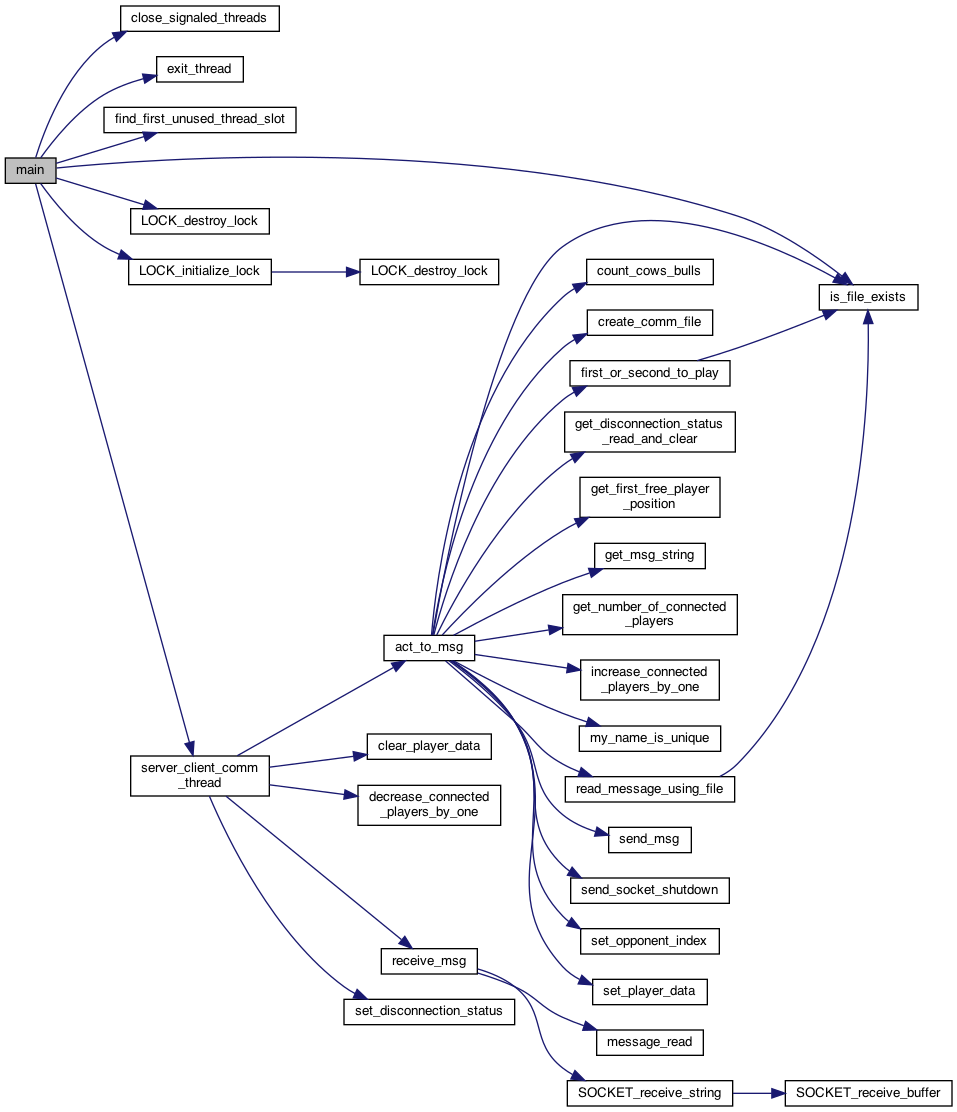 close_signaled_threads
exit_thread
find_first_unused_thread_slot
main
LOCK_destroy_lock
LOCK_initialize_lock
LOCK_destroy_lock
count_cows_bulls
is_file_exists
create_comm_file
first_or_second_to_play
get_disconnection_status
_read_and_clear
get_first_free_player
_position
get_msg_string
get_number_of_connected
_players
act_to_msg
increase_connected
_players_by_one
my_name_is_unique
clear_player_data
server_client_comm
_thread
read_message_using_file
decrease_connected
_players_by_one
send_msg
send_socket_shutdown
set_opponent_index
receive_msg
set_player_data
set_disconnection_status
message_read
SOCKET_receive_string
SOCKET_receive_buffer